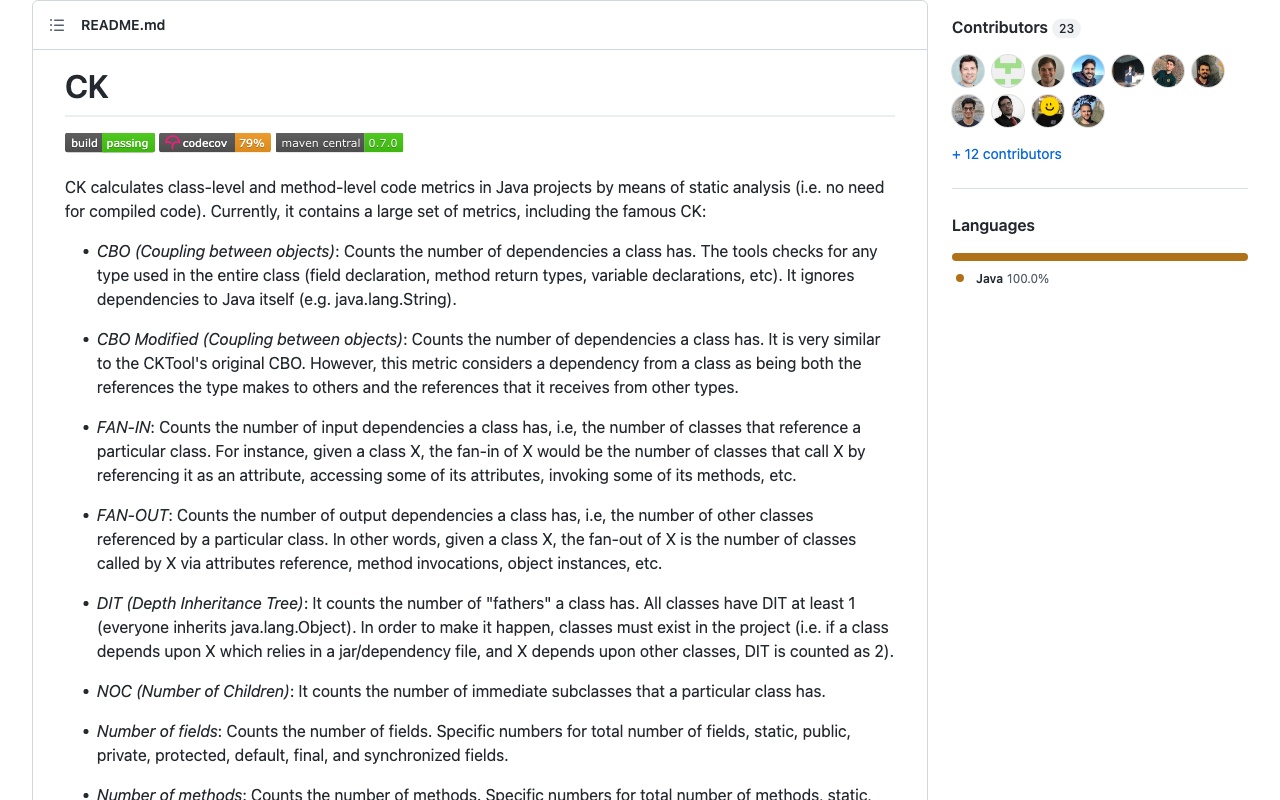 README.md
CK
build passing codecov 79% maven central 0.7.0
CK calculates class-level and method-level code metrics in Java projects by means of static analysis (i.e. no need
for compiled code). Currently, it contains a large set of metrics, including the famous CK:
• CBO (Coupling between objects): Counts the number of dependencies a class has. The tools checks for any
type used in the entire class (field declaration, method return types, variable declarations, etc). It ignores
dependencies to Java itself (e.g. java.lang.String).
• CBO Modified (Coupling between objects): Counts the number of dependencies a class has. It is very similar
to the CKTool's original CBO. However, this metric considers a dependency from a class as being both the
references the type makes to others and the references that it receives from other types.
• FAN-IN: Counts the number of input dependencies a class has, i.e, the number of classes that reference a
particular class. For instance, given a class X, the fan-in of X would be the number of classes that call X by
referencing it as an attribute, accessing some of its attributes, invoking some of its methods, etc.
• FAN-OUT: Counts the number of output dependencies a class has, i.e, the number of other classes
referenced by a particular class. In other words, given a class X, the fan-out of X is the number of classes
called by X via attributes reference, method invocations, object instances, etc.
• DIT (Depth Inheritance Tree): It counts the number of "fathers" a class has. All classes have DIT at least 1
(everyone inherits java.lang.Object). In order to make it happen, classes must exist in the project (i.e. if a class
depends upon X which relies in a jar/dependency file, and X depends upon other classes, DIT is counted as 2).
• NOC (Number of Children): It counts the number of immediate subclasses that a particular class has.
• Number of fields: Counts the number of fields. Specific numbers for total number of fields, static, public,
private, protected, default, final, and synchronized fields.
• Number of methods: Counts the number of methods. Specific numbers for total number of methods, static,
Contributors 23
+ 12 contributors
Languages
Java 100.0%